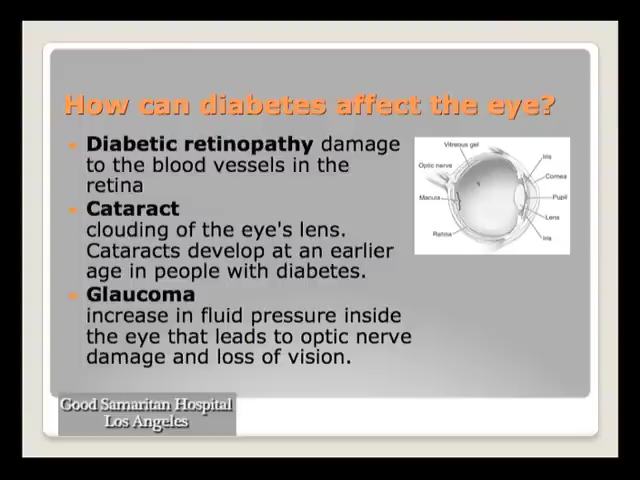 How can diabetes affect the eye?
Diabetic retinopathy damage
to the blood vessels in the
retina
Cataract
clouding of the eye's lens.
Cataracts develop at an earlier
age in people with diabetes.
Glaucoma
increase in fluid pressure inside
the eye that leads to optic nerve
damage and loss of vision.
Vitreous gel
Optic nerve
Macula
Retina
Iris
Cornea
Pupil
Lens
Iris
Good Samaritan Hospital
Los Angeles